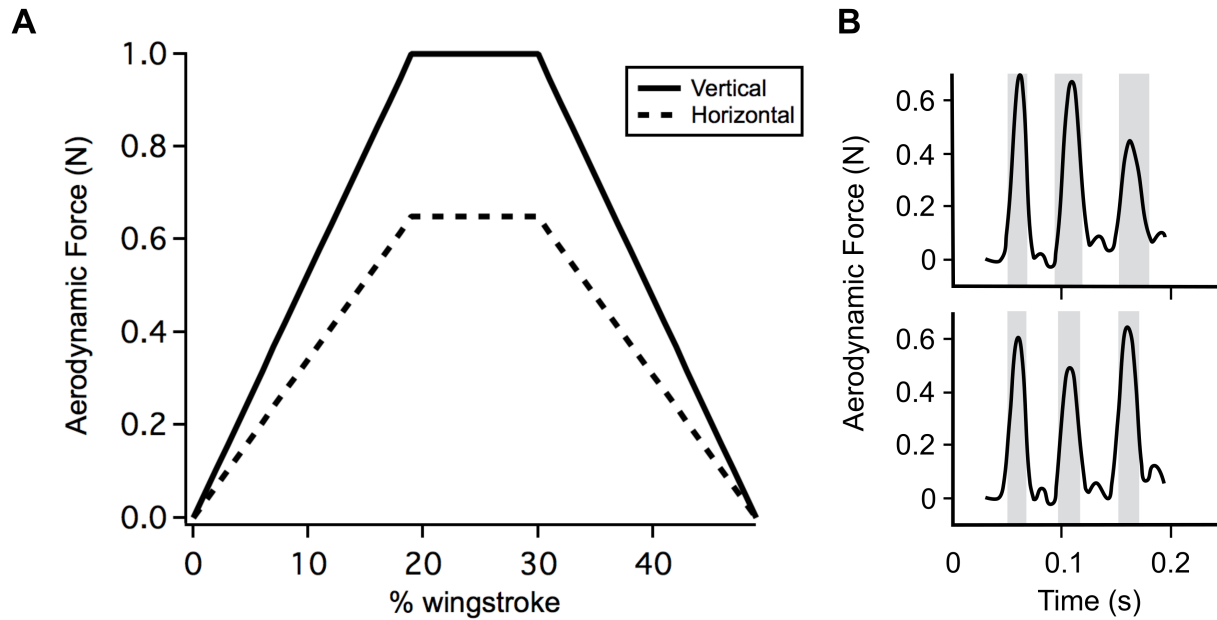 A
Aerodynamic Force (N)
1.0
0.8
0.6
0.4
0.2
0.0
0 10 20 30 40
% wingstroke
Vertical
Horizontal
B
Aerodynamic Force (N)
0.6
0.4
0.2
0
0.6
0.4
0.2
0
0 0.1 0.2
Time (s)